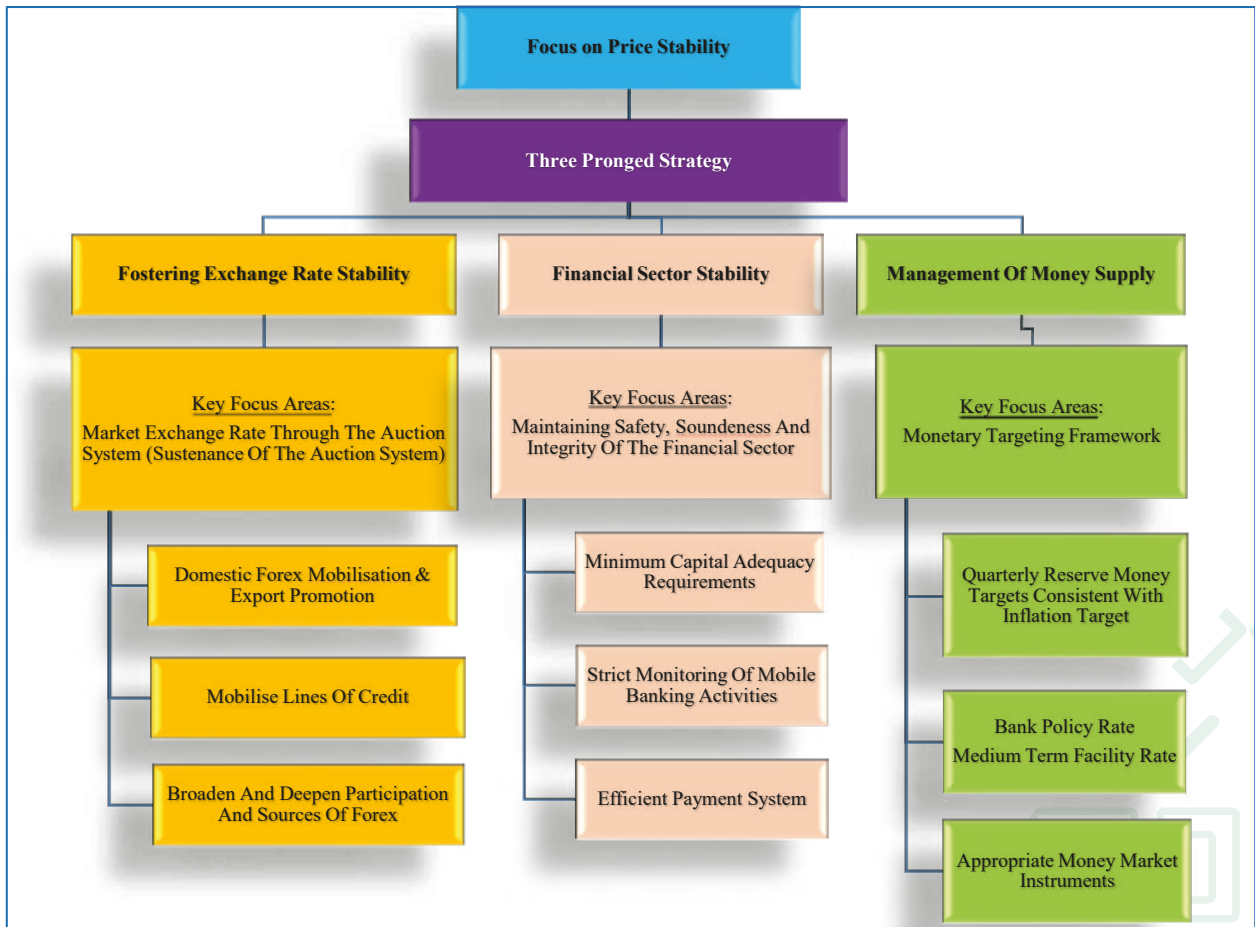 Focus on Price Stability
Three Pronged Strategy
Fostering Exchange Rate Stability
Key Focus Areas:
Market Exchange Rate Through The Auction
System (Sustenance Of The Auction System)
Domestic Forex Mobilisation &
Export Promotion
Mobilise Lines Of Credit
Broaden And Deepen Participation
And Sources Of Forex
Financial Sector Stability
Key Focus Areas:
Maintaining Safety, Soundeness And
Integrity Of The Financial Sector
Minimum Capital Adequacy
Requirements
Strict Monitoring Of Mobile
Banking Activities
Efficient Payment System
Management Of Money Supply
Key Focus Areas:
Monetary Targeting Framework
Quarterly Reserve Money
Targets Consistent With
Inflation Target
Bank Policy Rate
Medium Term Facility Rate
Appropriate Money Market
Instruments